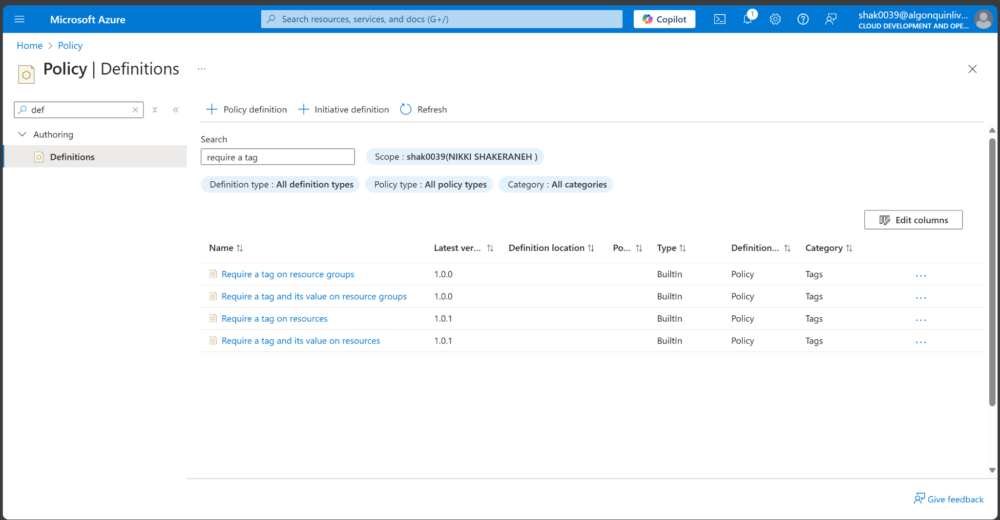 Microsoft Azure
Search resources, services, and docs (G+/)
Copilot
1
shak0039@algonquinliv...
CLOUD DEVELOPMENT AND OPE...
Home > Policy
Policy | Definitions ...
def
Authoring
Definitions
Policy definition
Initiative definition
Refresh
Search
require a tag
Scope : shak0039(NIKKI SHAKERANEH )
Definition type : All definition types
Policy type : All policy types
Category : All categories
Edit columns
Name Latest ver... Definition location Po... Type Definition... Category
Require a tag on resource groups 1.0.0 BuiltIn Policy Tags ...
Require a tag and its value on resource groups 1.0.0 BuiltIn Policy Tags ...
Require a tag on resources 1.0.1 BuiltIn Policy Tags ...
Require a tag and its value on resources 1.0.1 BuiltIn Policy Tags ...
Give feedback